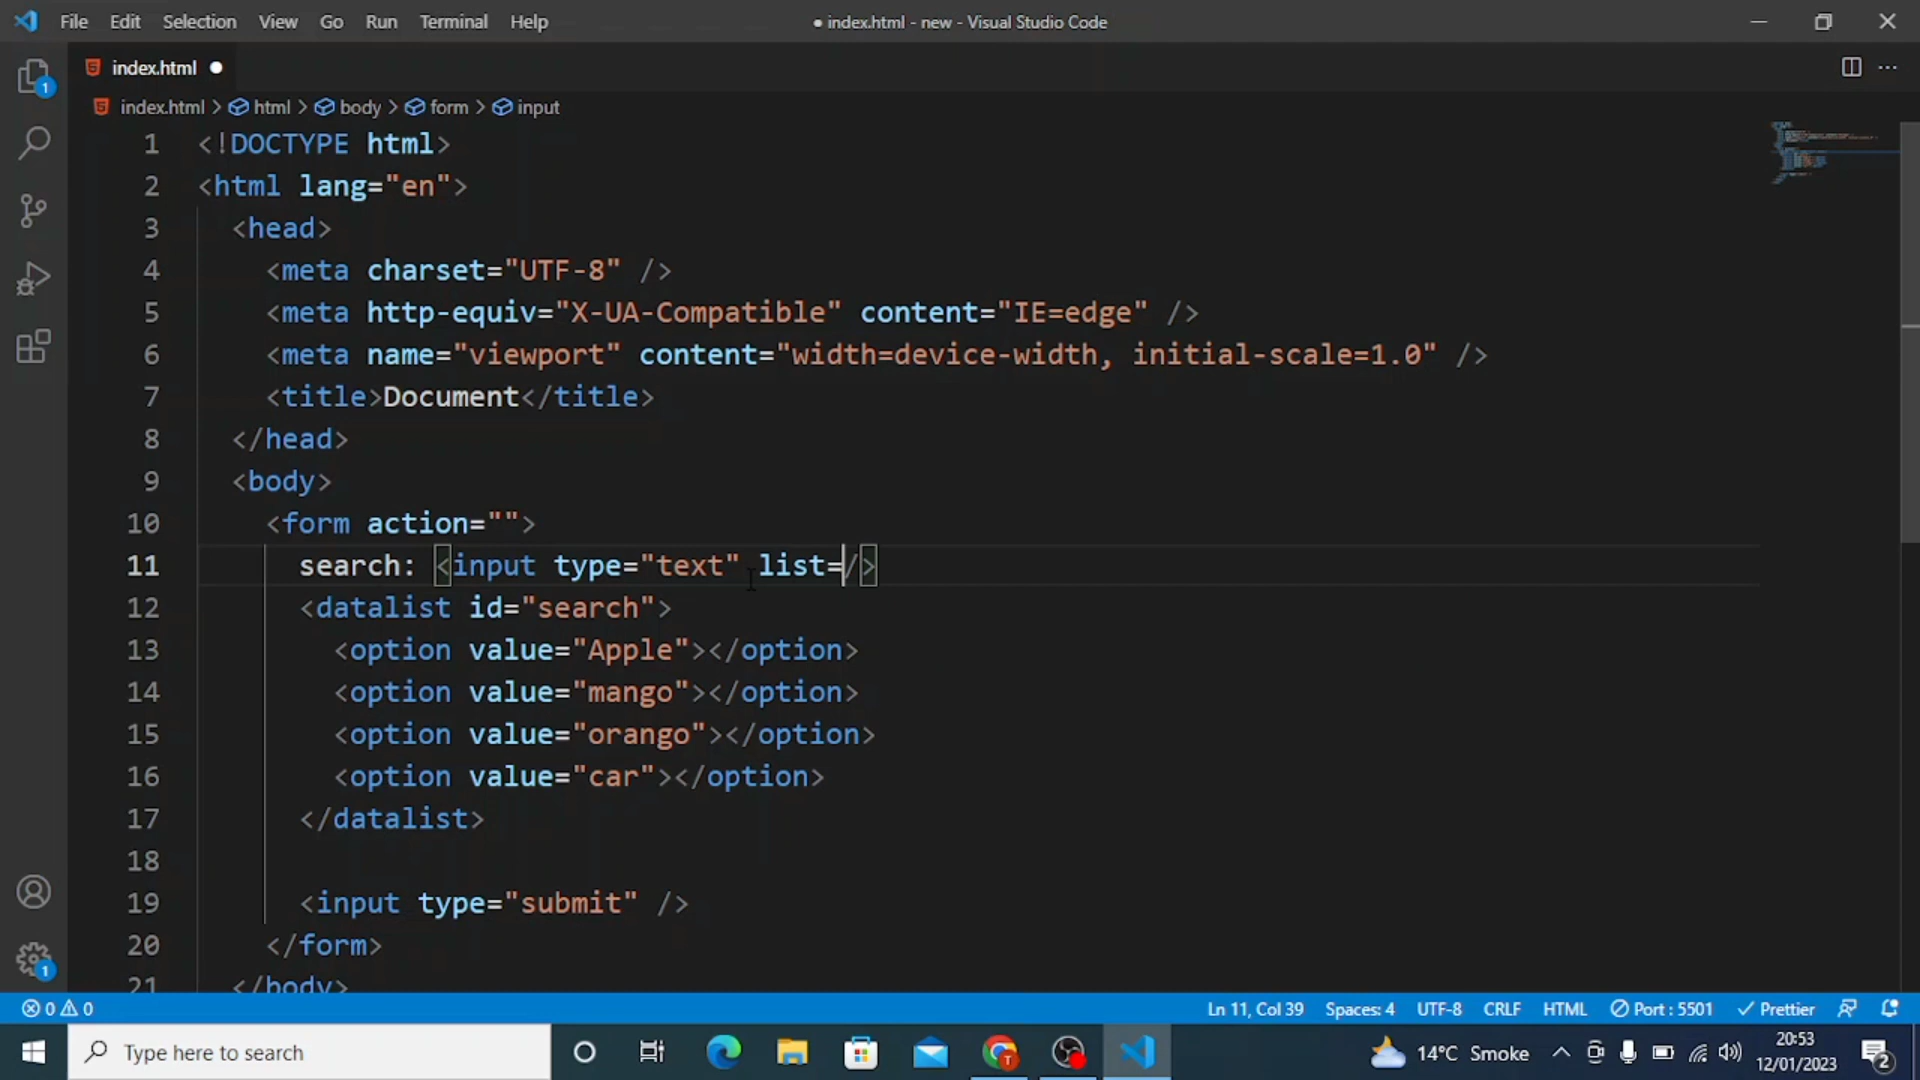 File Edit Selection View Go Run Terminal Help ● index.html - new - Visual Studio Code
index.html ●
index.html > html > body > form > input
1 <!DOCTYPE html>
2 <html lang="en">
3 <head>
4 <meta charset="UTF-8" />
5 <meta http-equiv="X-UA-Compatible" content="IE=edge" />
6 <meta name="viewport" content="width=device-width, initial-scale=1.0" />
7 <title>Document</title>
8 </head>
9 <body>
10 <form action="">
11 search: <input type="text" list=/>
12 <datalist id="search">
13 <option value="Apple"></option>
14 <option value="mango"></option>
15 <option value="orango"></option>
16 <option value="car"></option>
17 </datalist>
18
19 <input type="submit" />
20 </form>
21 </body>
1
1
0 0 Ln 11, Col 39 Spaces: 4 UTF-8 CRLF HTML Port : 5501 Prettier
Type here to search 14°C Smoke 20:53
12/01/2023 2